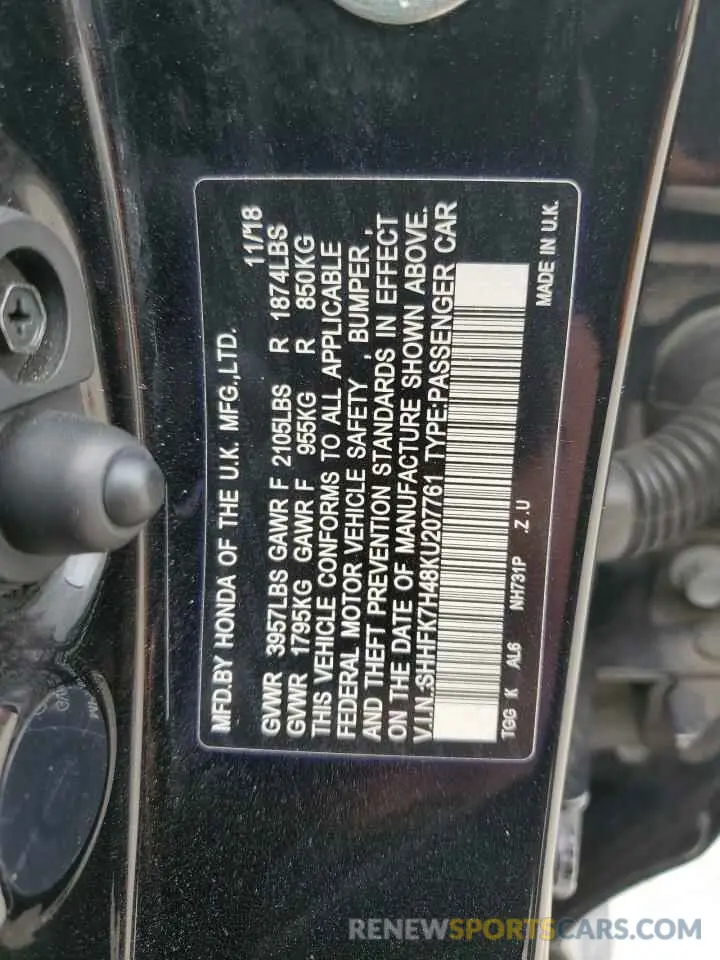 MFD.BY HONDA OF THE U.K. MFG.,LTD. 11/18
GVWR 3957LBS GAWR F 2105LBS R 1874LBS
GVWR 1795KG GAWR F 955KG R 850KG
THIS VEHICLE CONFORMS TO ALL APPLICABLE
FEDERAL MOTOR VEHICLE SAFETY , BUMPER ,
AND THEFT PREVENTION STANDARDS IN EFFECT
ON THE DATE OF MANUFACTURE SHOWN ABOVE.
V.I.N.:SHHFK7H48KU207761 TYPE:PASSENGER CAR
TGG K AL6 NH731P .Z .U
MADE IN U.K.
RENEWSPORTSCARS.COM